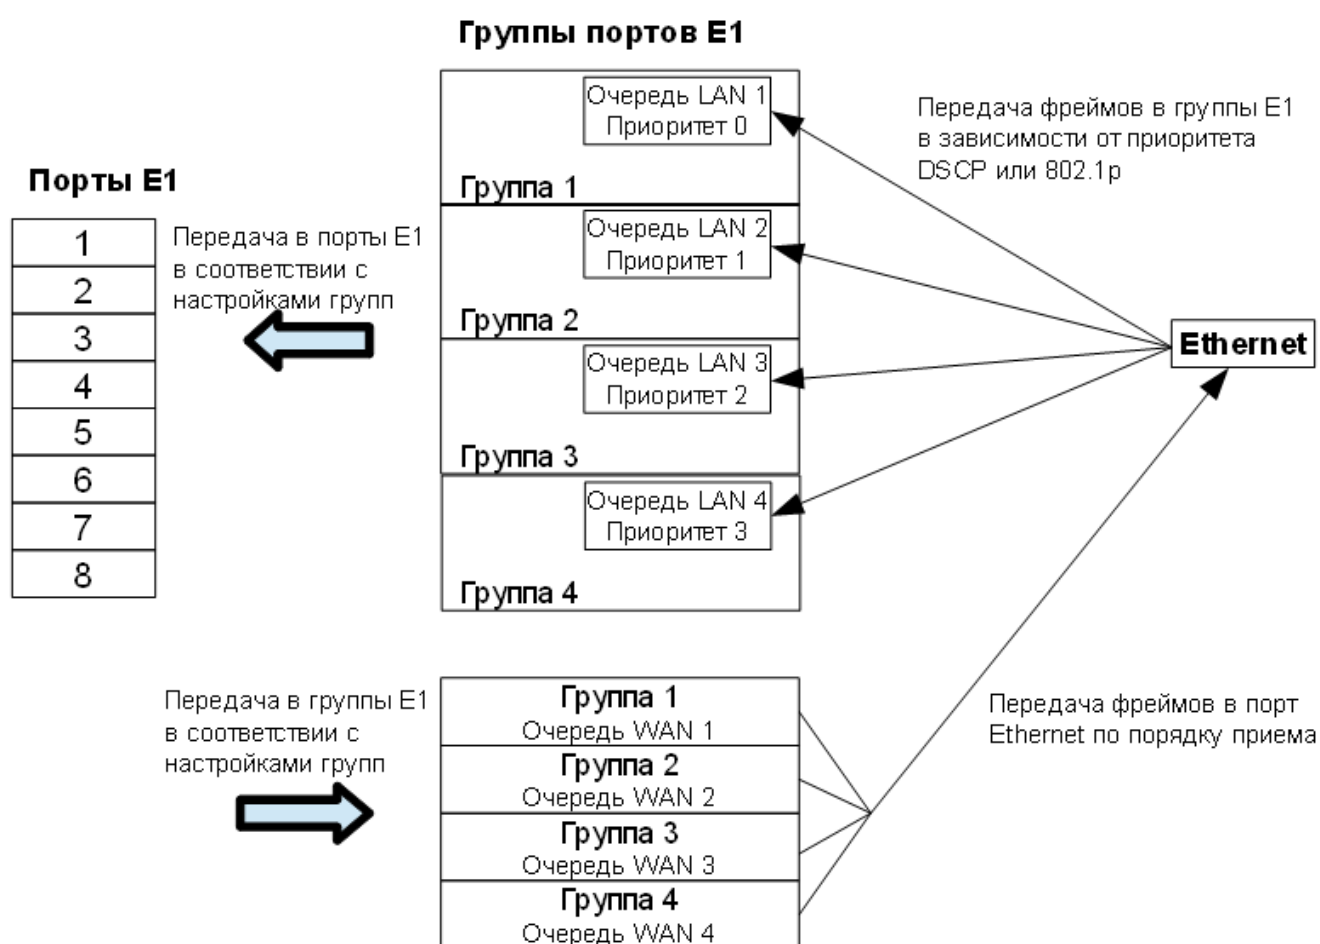 Группы портов E1
Очередь LAN 1
Приоритет 0
Группа 1
Очередь LAN 2
Приоритет 1
Группа 2
Очередь LAN 3
Приоритет 2
Группа 3
Очередь LAN 4
Приоритет 3
Группа 4
Передача фреймов в группы E1
в зависимости от приоритета
DSCP или 802.1p
Порты E1
1
2
3
4
5
6
7
8
Передача в порты E1
в соответствии с
настройками групп
Ethernet
Передача в группы E1
в соответствии с
настройками групп
Группа 1
Очередь WAN 1
Группа 2
Очередь WAN 2
Группа 3
Очередь WAN 3
Группа 4
Очередь WAN 4
Передача фреймов в порт
Ethernet по порядку приема